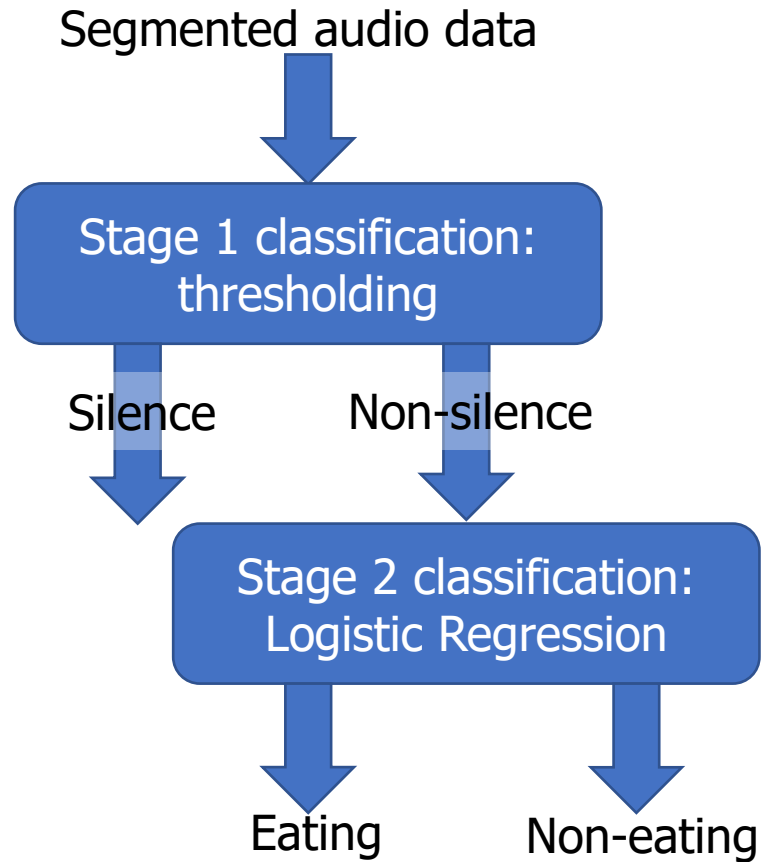 Segmented audio data
Stage 1 classification:
thresholding
Silence
Non-silence
Stage 2 classification:
Logistic Regression
Eating
Non-eating